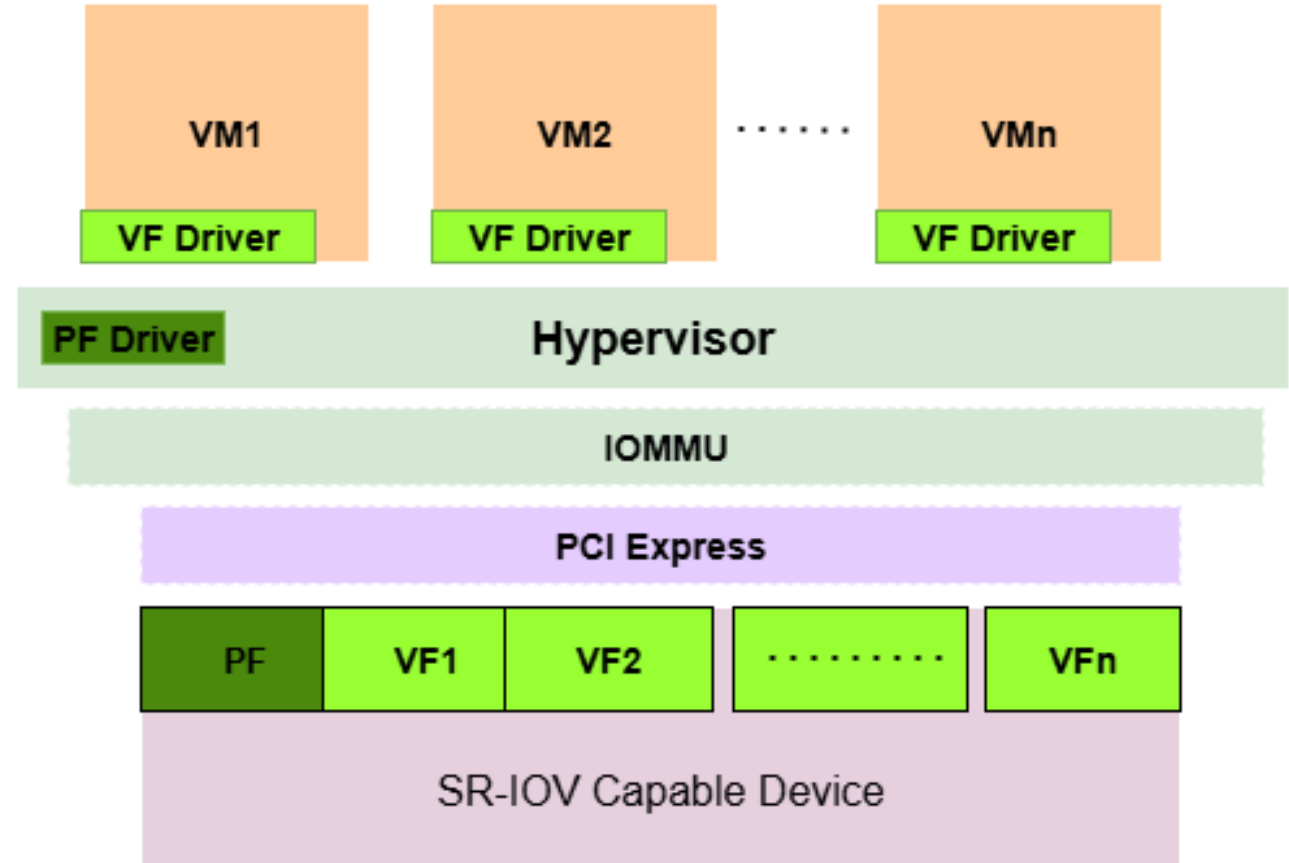 VM1
VM2
......
VMn
VF Driver
VF Driver
VF Driver
PF Driver
Hypervisor
IOMMU
PCI Express
PF
VF1
VF2
.........
VFn
SR-IOV Capable Device